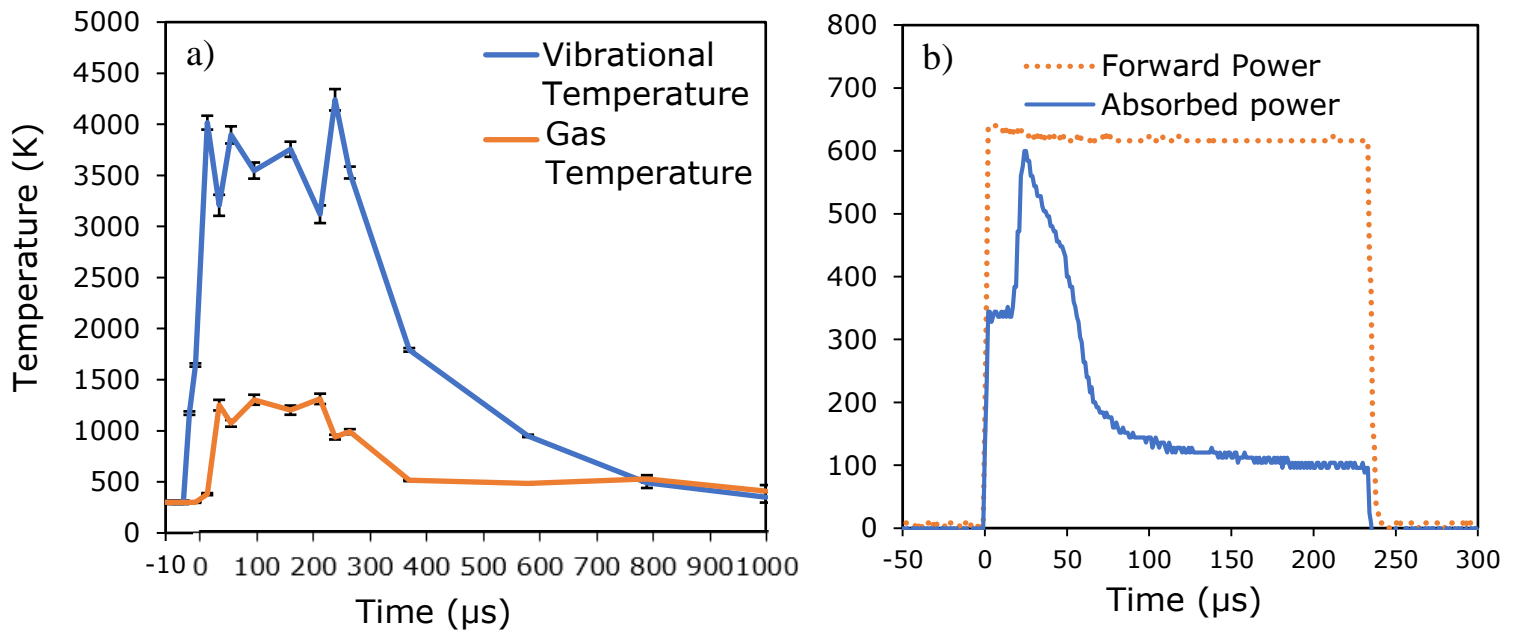 a)
Vibrational
Temperature
Gas
Temperature
Temperature (K)
5000
4500
4000
3500
3000
2500
2000
1500
1000
500
0
-10 0 100 200 300 400 500 600 700 800 900 1000
Time (μs)
b)
Forward Power
Absorbed power
800
700
600
500
400
300
200
100
0
-50 0 50 100 150 200 250 300
Time (μs)